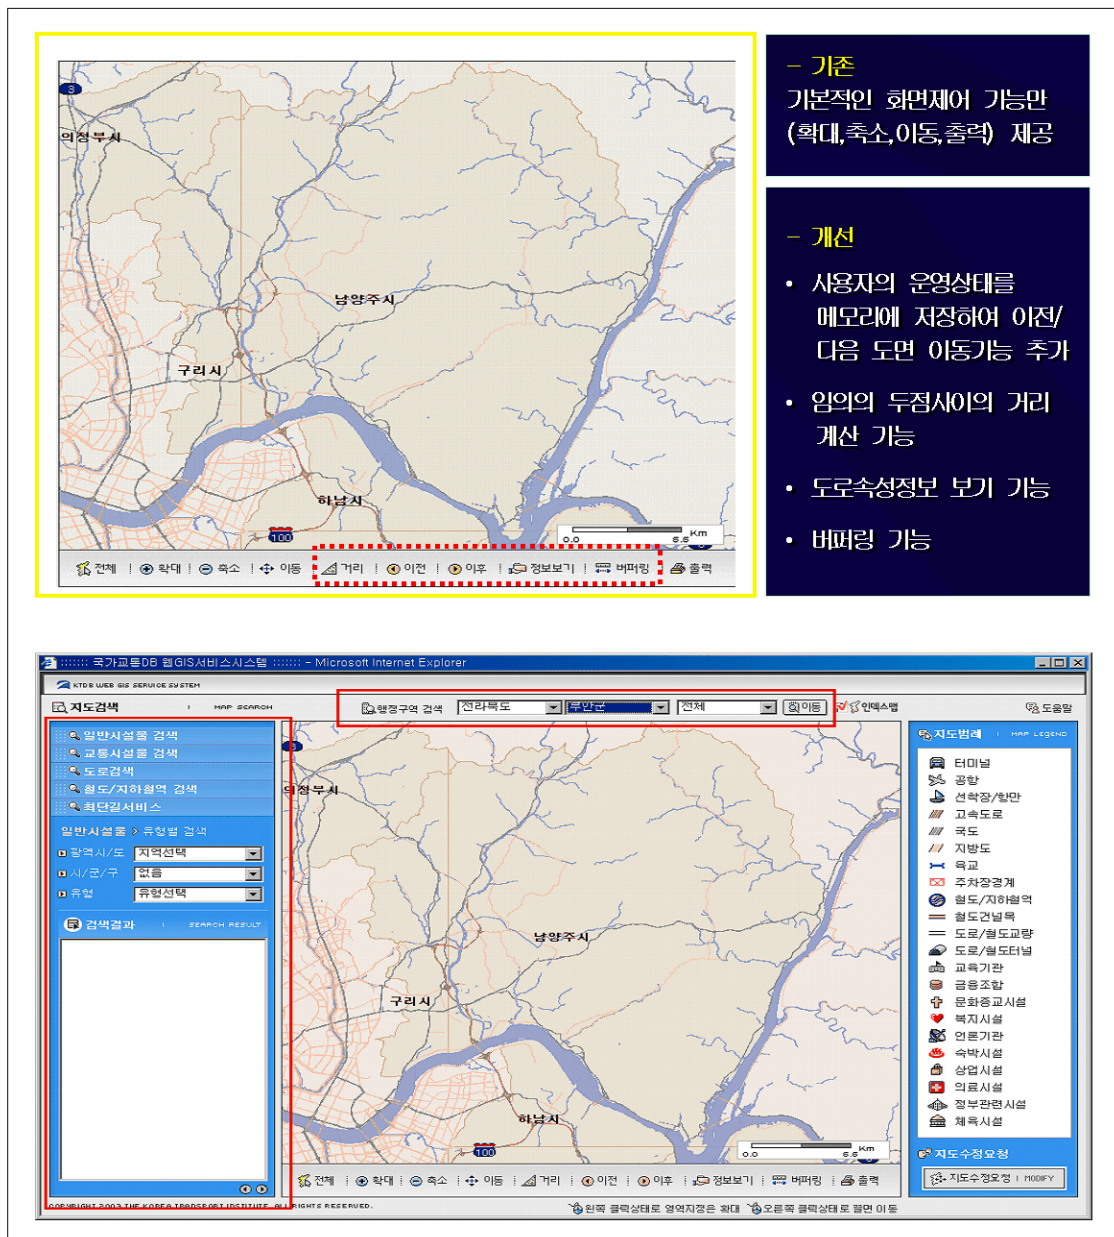 3
의정부시
남양주시
구리시
하남시
100
Km
0.0
6.6
전체
확대
축소
이동
거리
이전
이후
정보보기
버퍼링
출력
- 기존
기본적인 화면제어 기능만
(확대,축소,이동,출력) 제공
- 개선
• 사용자의 운영상태를
메모리에 저장하여 이전/
다음 도면 이동기능 추가
• 임의의 두점사이의 거리
계산 기능
• 도로속성정보 보기 기능
• 버퍼링 기능
::::::: 국가교통DB 웹GIS서비스시스템 ::::::: - Microsoft Internet Explorer
KTDB WEB GIS SERVICE SYSTEM
지도검색 MAP SEARCH
행정구역 검색 전라북도 부안군 전체 이동 인덱스맵
도움말
일반시설물 검색
교통시설물 검색
도로검색
철도/지하철역 검색
최단길서비스
일반시설물 > 유형별 검색
광역시/도 지역선택
시/군/구 없음
유형 유형선택
검색결과 SEARCH RESULT
3
의정부시
남양주시
구리시
하남시
100
Km
0.0
6.6
지도범례 MAP LEGEND
터미널
공항
선착장/항만
고속도로
국도
지방도
육교
주차장경계
철도/지하철역
철도건널목
도로/철도교량
도로/철도터널
교육기관
금융조합
문화종교시설
복지시설
언론기관
숙박시설
상업시설
의료시설
정부관련시설
체육시설
지도수정요청
지도수정요청 | MODIFY
전체
확대
축소
이동
거리
이전
이후
정보보기
버퍼링
출력
COPYRIGHT 2003 THE KOREA TRADSPORT INSTITUTE. ALL RIGHTS RESERVED.
왼쪽 클릭상태로 영역지정은 확대 오른쪽 클릭상태로 끌면 이동